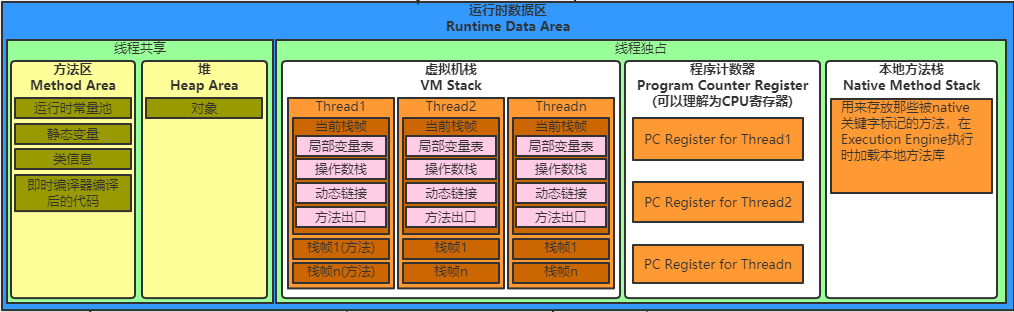 运行时数据区
Runtime Data Area
线程共享
方法区
Method Area
运行时常量池
静态变量
类信息
即时编译器编译
后的代码
堆
Heap Area
对象
线程独占
虚拟机栈
VM Stack
Thread1
当前栈帧
局部变量表
操作数栈
动态链接
方法出口
栈帧1(方法)
栈帧n(方法)
Thread2
当前栈帧
局部变量表
操作数栈
动态链接
方法出口
栈帧1
栈帧n
Threadn
当前栈帧
局部变量表
操作数栈
动态链接
方法出口
栈帧1
栈帧n
程序计数器
Program Counter Register
(可以理解为CPU寄存器)
PC Register for Thread1
PC Register for Thread2
PC Register for Threadn
本地方法栈
Native Method Stack
用来存放那些被native
关键字标记的方法，在
Execution Engine执行
时加载本地方法库